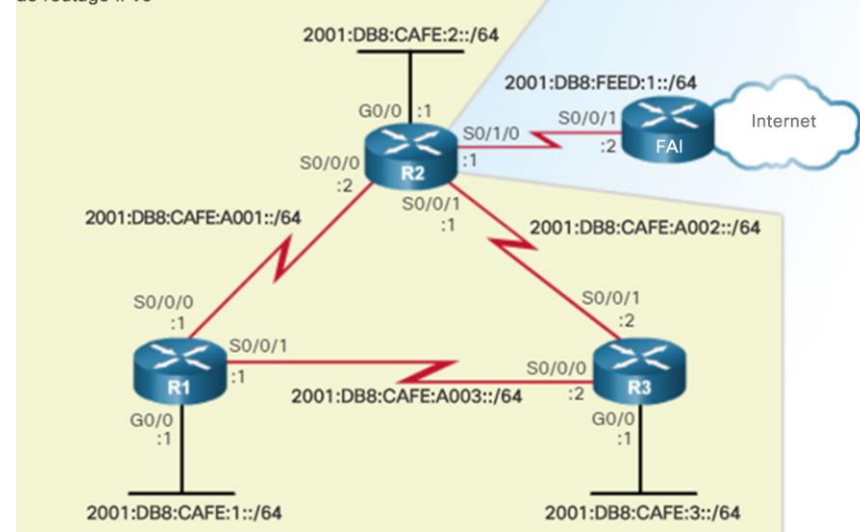 2001:DB8:CAFE:2::/64
2001:DB8:FEED:1::/64
G0/0 :1
S0/1/0
:1
S0/0/1
:2
FAI
Internet
S0/0/0
:2
R2
S0/0/1
:1
2001:DB8:CAFE:A001::/64
2001:DB8:CAFE:A002::/64
S0/0/0
:1
S0/0/1
:2
S0/0/1
:1
R1
S0/0/0
:2
R3
2001:DB8:CAFE:A003::/64
G0/0
:1
G0/0
:1
2001:DB8:CAFE:1::/64
2001:DB8:CAFE:3::/64